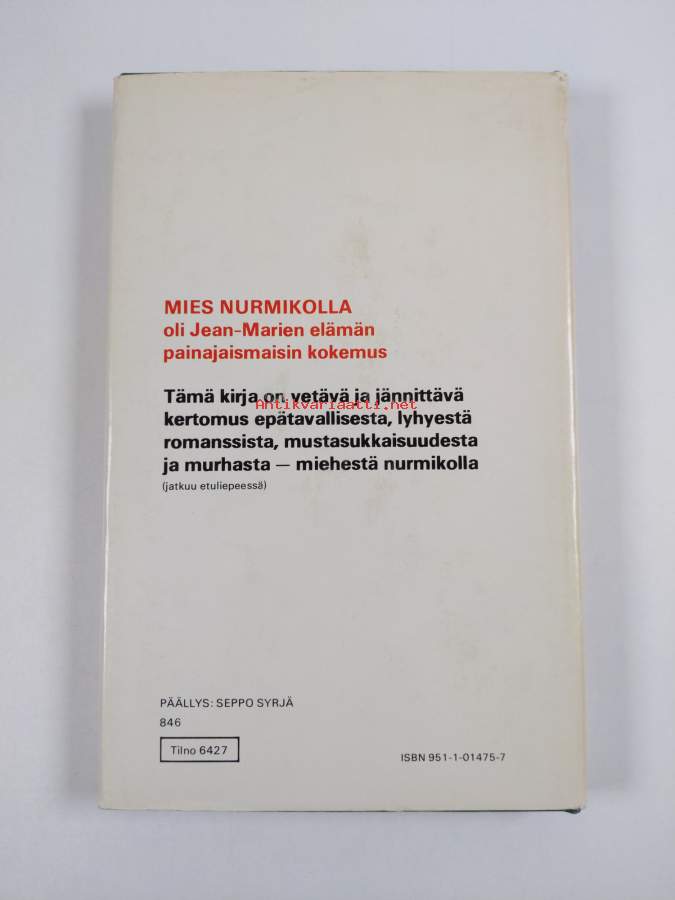 MIES NURMIKOLLA
oli Jean-Marien elämän
painajaismaisin kokemus
Tämä kirja on vetävä ja jännittävä
Antikvariaatti.net
kertomus epätavallisesta, lyhyestä
romanssista, mustasukkaisuudesta
ja murhasta — miehestä nurmikolla
(jatkuu etuliepeessä)
PÄÄLLYS: SEPPO SYRJÄ
846
Tilno 6427
ISBN 951-1-01475-7